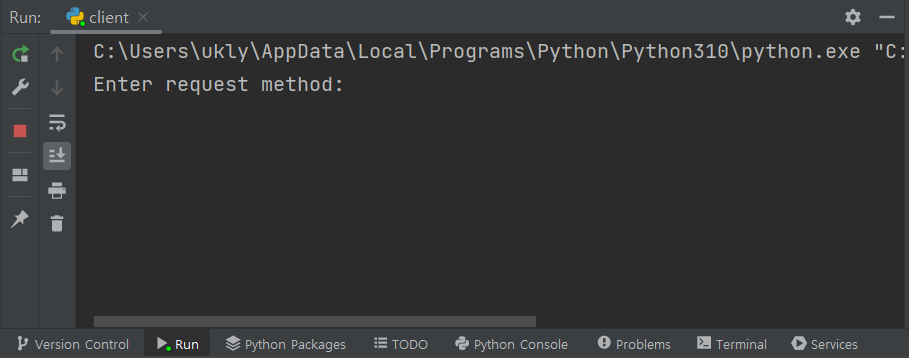 Run: client
C:\Users\ukly\AppData\Local\Programs\Python\Python310\python.exe "C:
Enter request method:
Version Control Run Python Packages TODO Python Console Problems Terminal Services